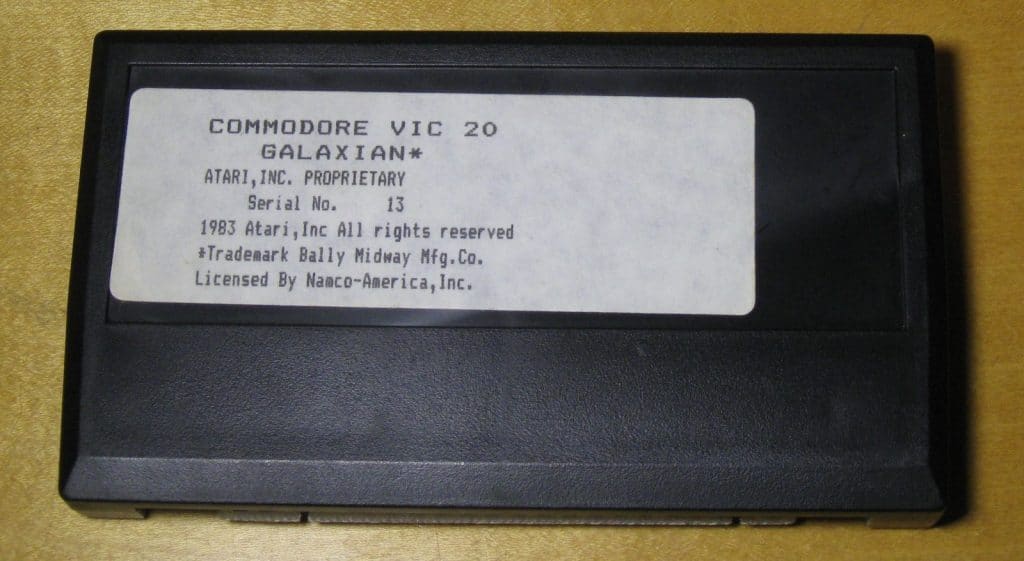 COMMODORE VIC 20
GALAXIAN*
ATARI,INC. PROPRIETARY
Serial No. 13
1983 Atari,Inc All rights reserved
*Trademark Bally Midway Mfg.Co.
Licensed By Namco-America,Inc.